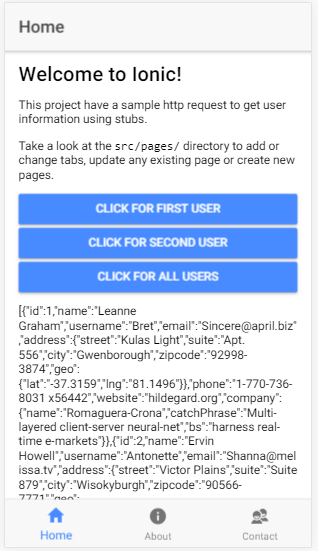 Home
Welcome to Ionic!
This project have a sample http request to get user
information using stubs.
Take a look at the src/pages/ directory to add or
change tabs, update any existing page or create new
pages.
CLICK FOR FIRST USER
CLICK FOR SECOND USER
CLICK FOR ALL USERS
[{"id":1,"name":"Leanne
Graham","username":"Bret","email":"Sincere@april.biz"
,"address":{"street":"Kulas Light","suite":"Apt.
556","city":"Gwenborough","zipcode":"92998-
3874","geo":
{"lat":"-37.3159","lng":"81.1496"}},"phone":"1-770-736-
8031 x56442","website":"hildegard.org","company":
{"name":"Romaguera-Crona","catchPhrase":"Multi-
layered client-server neural-net","bs":"harness real-
time e-markets"}},{"id":2,"name":"Ervin
Howell","username":"Antonette","email":"Shanna@mel
issa.tv","address":{"street":"Victor Plains","suite":"Suite
879","city":"Wisokyburgh","zipcode":"90566-
7771","geo":
Home
About
Contact